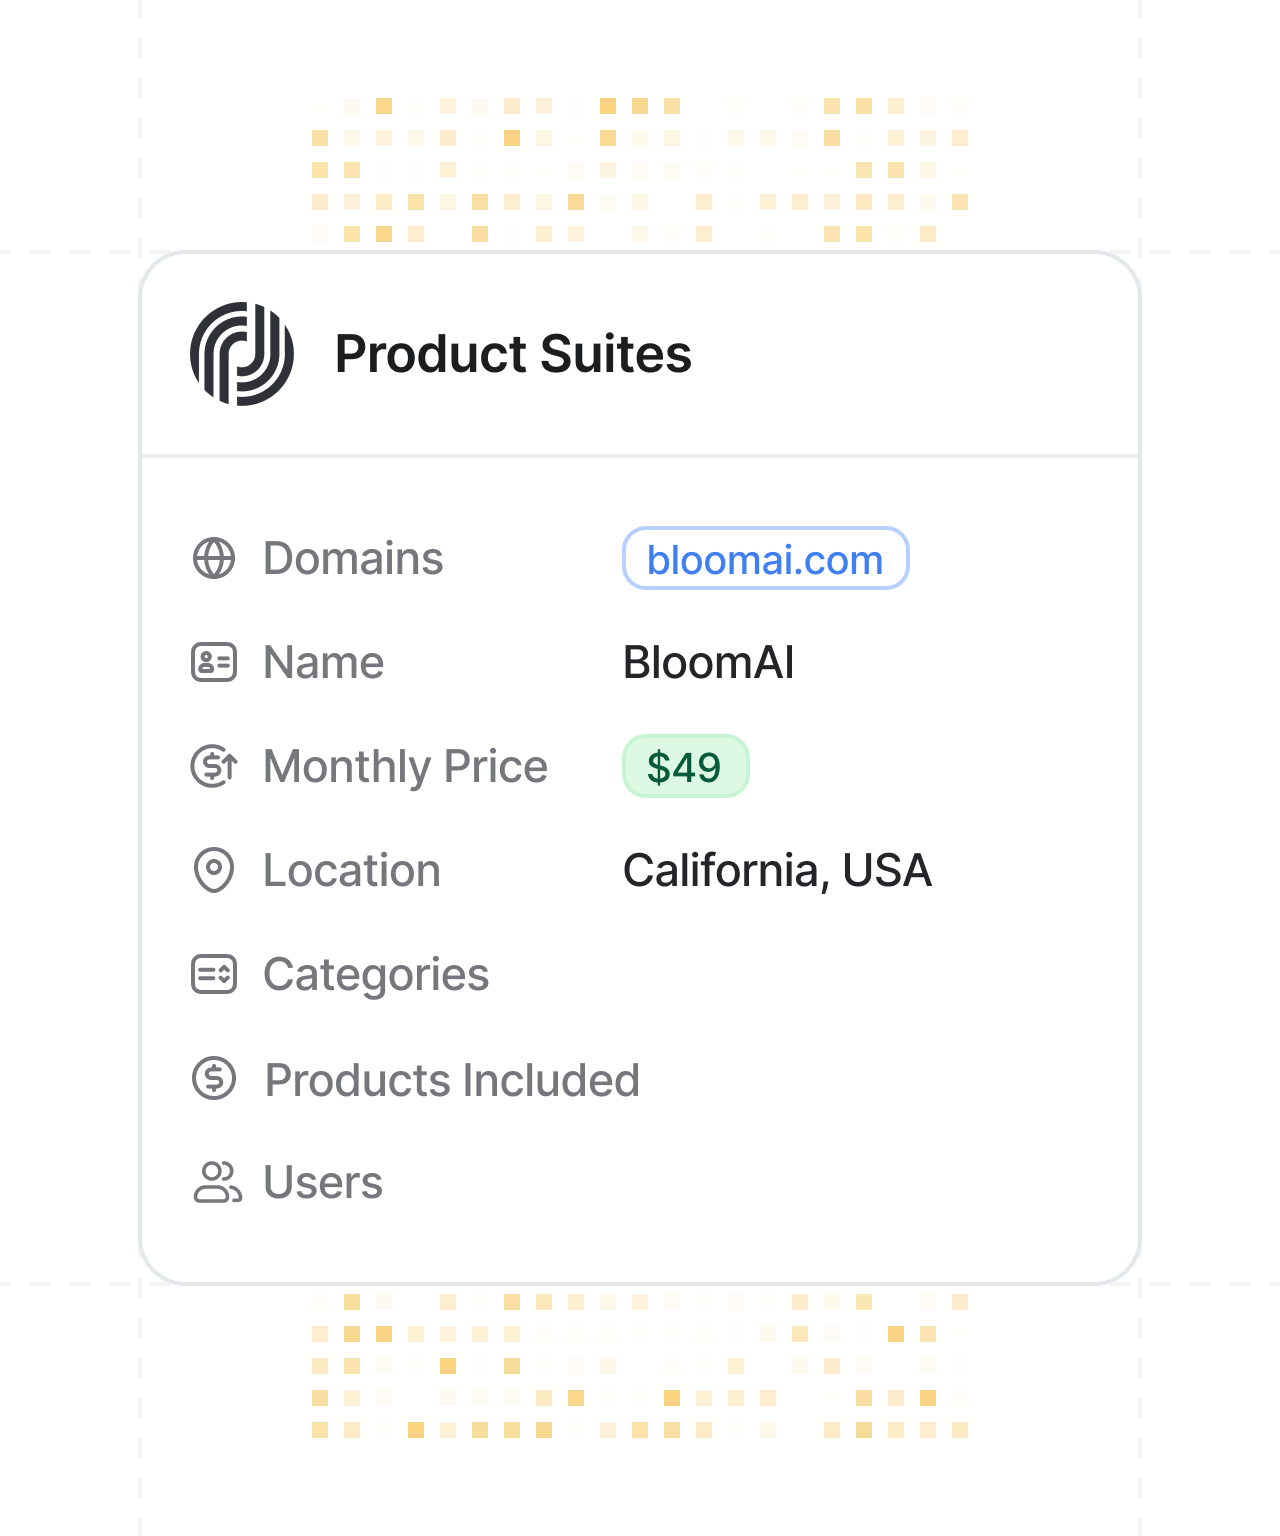 Product Suites
Domains bloomai.com
Name BloomAI
Monthly Price $49
Location California, USA
Categories
Products Included
Users